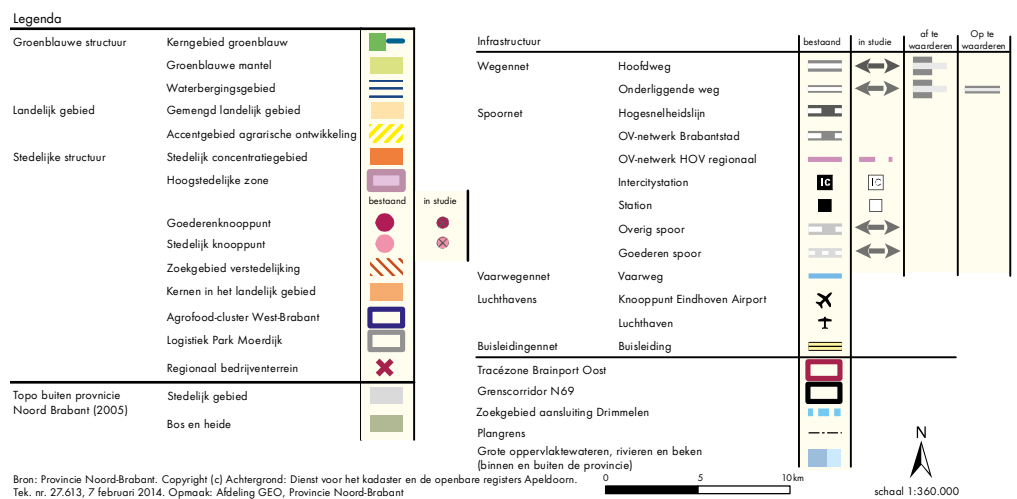 Legenda
Groenblauwe structuur
Kerngebied groenblauw
Groenblauwe mantel
Waterbergingsgebied
Landelijk gebied
Gemengd landelijk gebied
Accentgebied agrarische ontwikkeling
Stedelijke structuur
Stedelijk concentratiegebied
Hoogstedelijke zone
bestaand
in studie
Goederenknooppunt
Stedelijk knooppunt
Zoekgebied verstedelijking
Kernen in het landelijk gebied
Agrofood-cluster West-Brabant
Logistiek Park Moerdijk
Regionaal bedrijventerrein
Topo buiten provnicie
Noord Brabant (2005)
Stedelijk gebied
Bos en heide
Infrastructuur
bestaand
in studie
af te
waarderen
Op te
waarderen
Wegennet
Hoofdweg
Onderliggende weg
Spoornet
Hogesnelheidslijn
OV-netwerk Brabantstad
OV-netwerk HOV regionaal
Intercitystation
IC
IC
Station
Overig spoor
Goederen spoor
Vaarwegennet
Vaarweg
Luchthavens
Knooppunt Eindhoven Airport
Luchthaven
Buisleidingennet
Buisleiding
Tracézone Brainport Oost
Grenscorridor N69
Zoekgebied aansluiting Drimmelen
Plangrens
Grote oppervlaktewateren, rivieren en beken
(binnen en buiten de provincie)
N
Bron: Provincie Noord-Brabant. Copyright (c) Achtergrond: Dienst voor het kadaster en de openbare registers Apeldoorn.
Tek. nr. 27.613, 7 februari 2014. Opmaak: Afdeling GEO, Provincie Noord-Brabant
0 5 10km
schaal 1:360.000